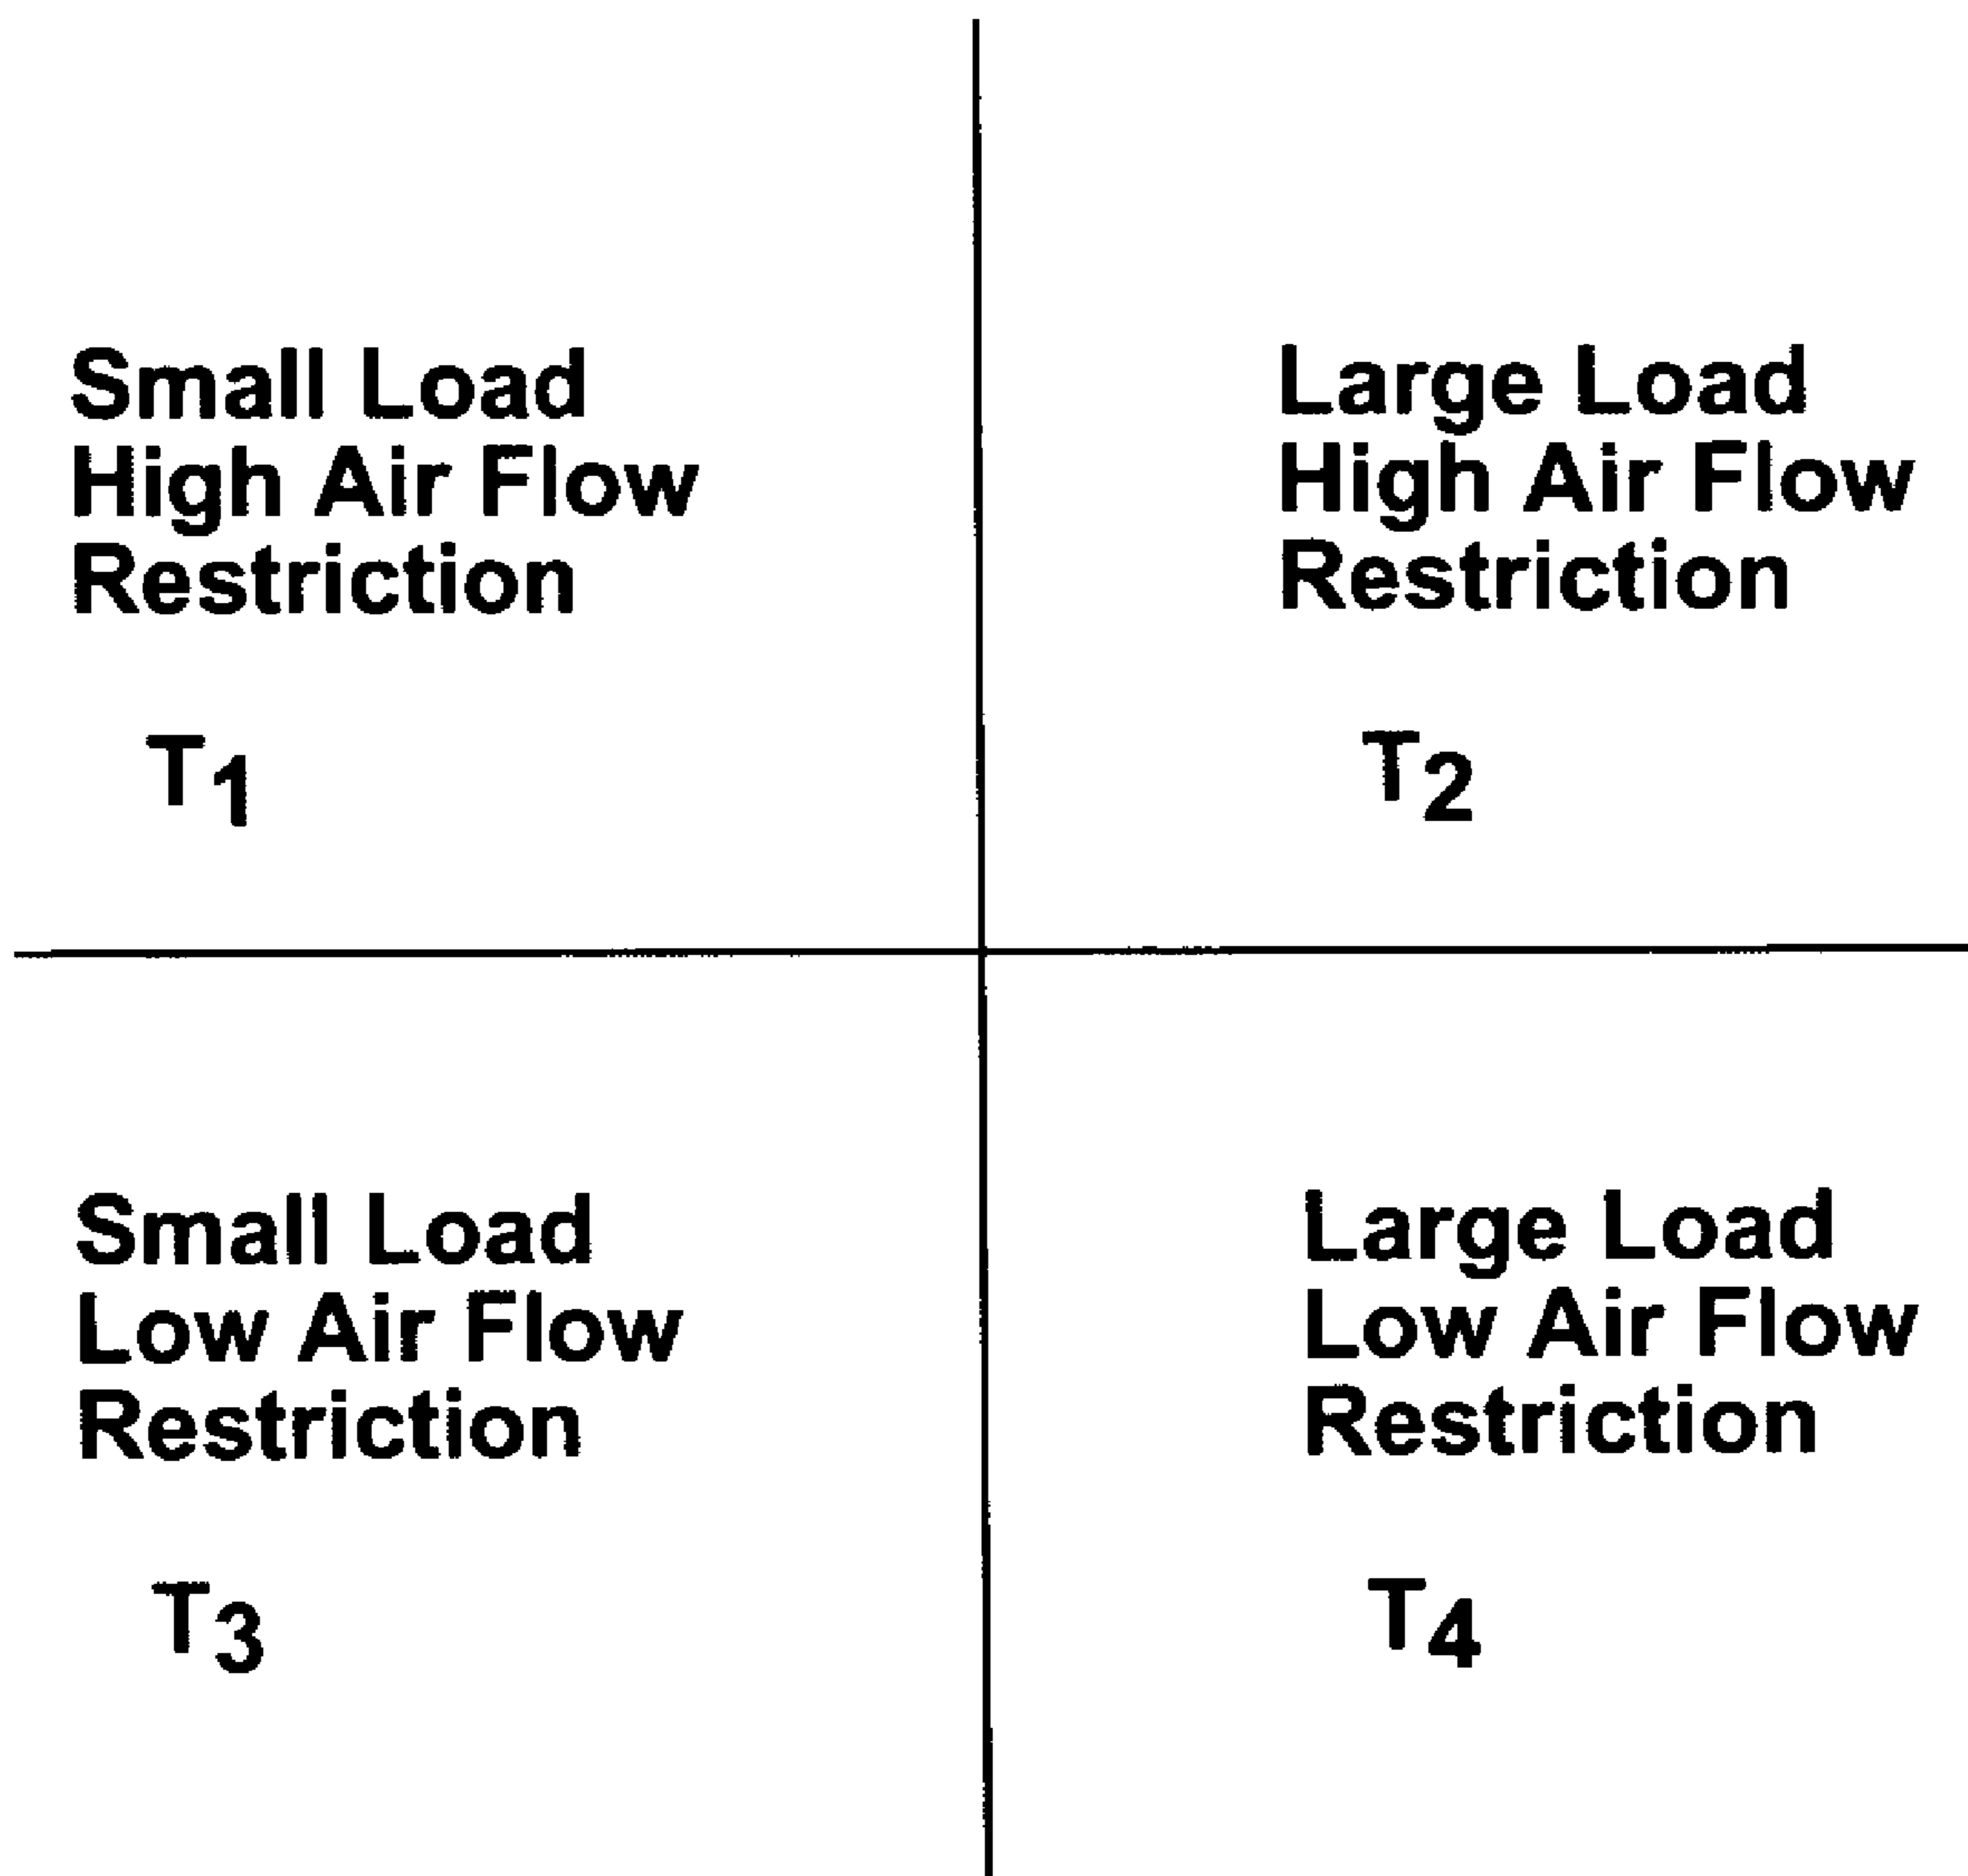 Small Load
High Air Flow
Restriction
T1
Large Load
High Air Flow
Restriction
T2
Small Load
Low Air Flow
Restriction
T3
Large Load
Low Air Flow
Restriction
T4